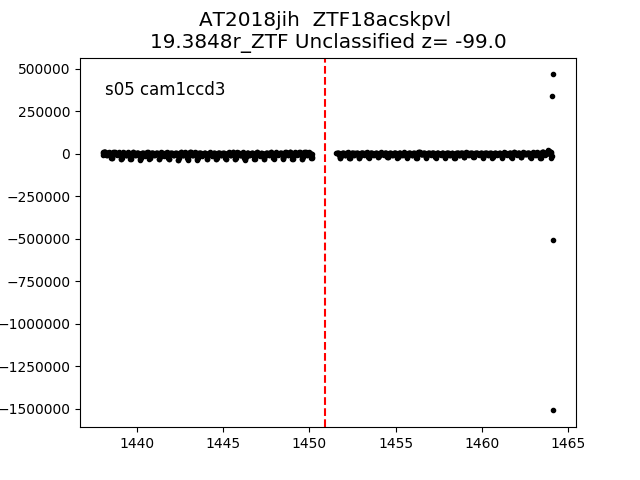 AT2018jih  ZTF18acskpvl
19.3848r_ZTF Unclassified z= -99.0
s05 cam1ccd3
500000
250000
0
−250000
−500000
−750000
−1000000
−1250000
−1500000
1440 1445 1450 1455 1460 1465